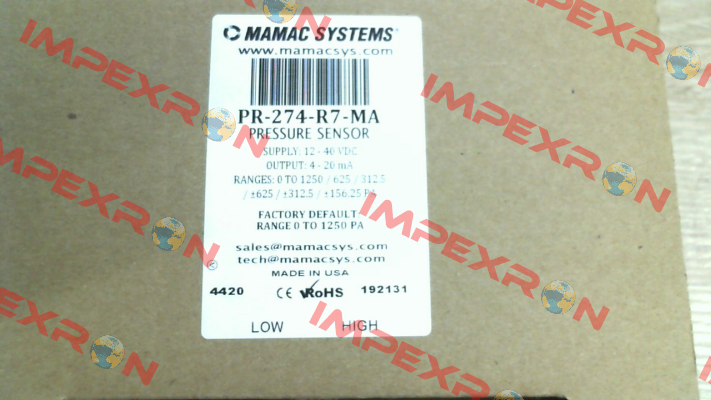 MAMAC SYSTEMS®
www.mamacsys.com
PR-274-R7-MA
PRESSURE SENSOR
SUPPLY: 12 - 40 VDC
OUTPUT: 4 - 20 mA
RANGES: 0 TO 1250 / 625 / 312.5
/ ±625 / ±312.5 / ±156.25 PA
FACTORY DEFAULT
RANGE 0 TO 1250 PA
sales@mamacsys.com
tech@mamacsys.com
MADE IN USA
4420 CE RoHS 192131
LOW HIGH
IMPEXRON
IMPEXRON
IMPEXRON
IMPEXRON
IMPEXRON
IMPEXRON
IMPEXRON